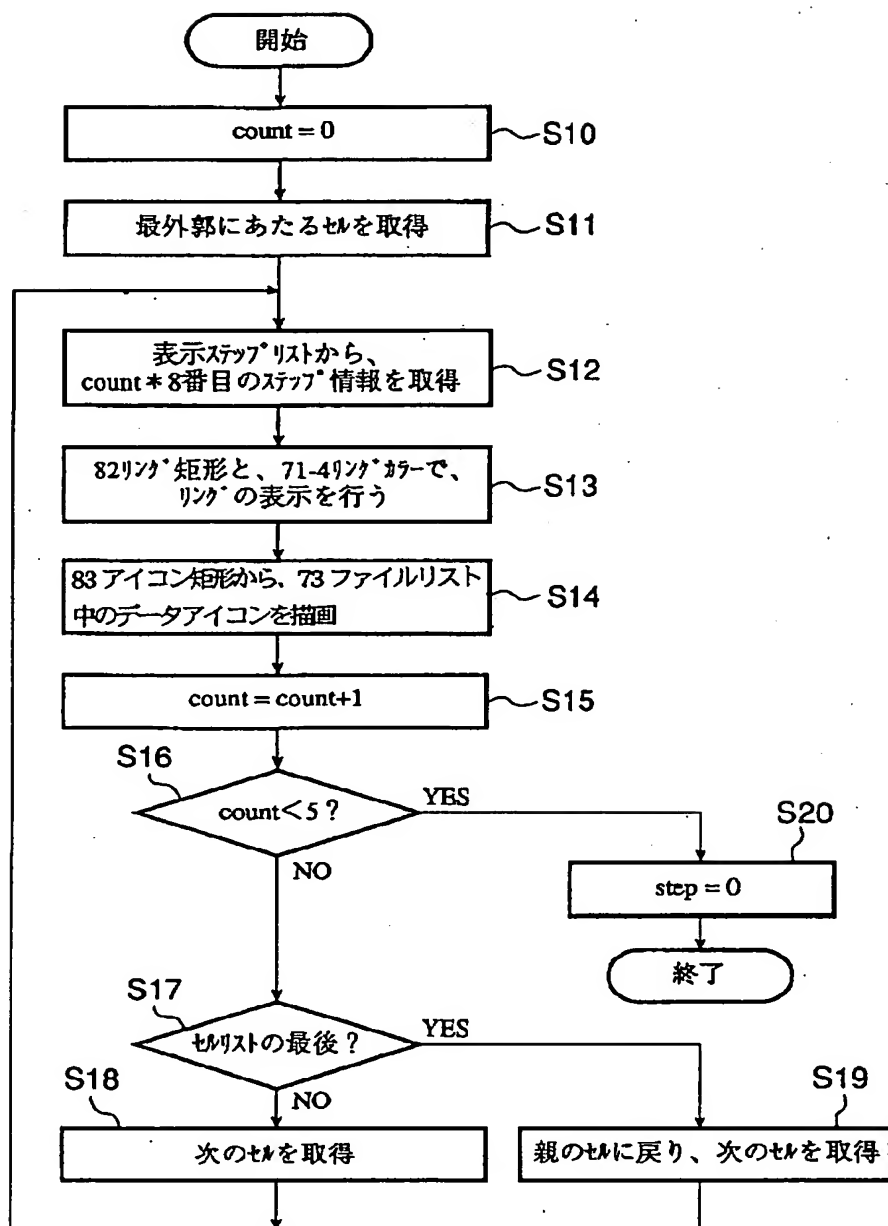 開始
count = 0
S10
最外郭にあたるｾﾙを取得
S11
表示ｽﾃｯﾌﾟﾘｽﾄから、
count＊8番目のｽﾃｯﾌﾟ情報を取得
S12
82ﾘﾝｸﾞ矩形と、71-4ﾘﾝｸﾞｶﾗｰで、
ﾘﾝｸﾞの表示を行う
S13
83 アイコン矩形から、73 ファイルリスト
中のデータアイコンを描画
S14
count = count+1
S15
S16
count＜5？
YES
NO
S20
step = 0
終了
S17
ｾﾙﾘｽﾄの最後？
YES
NO
S18
次のｾﾙを取得
S19
親のｾﾙに戻り、次のｾﾙを取得